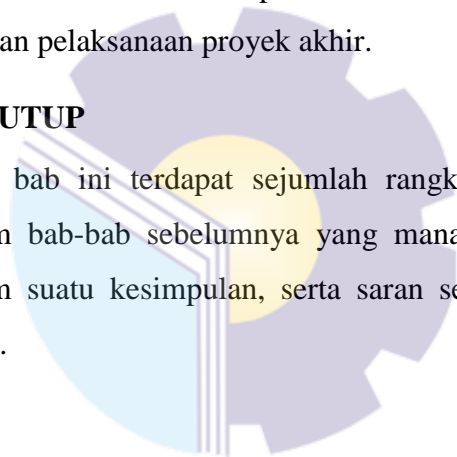 an pelaksanaan proyek akhir.
UTUP
bab ini terdapat sejumlah rangk
bab-bab sebelumnya yang mana
suatu kesimpulan, serta saran se